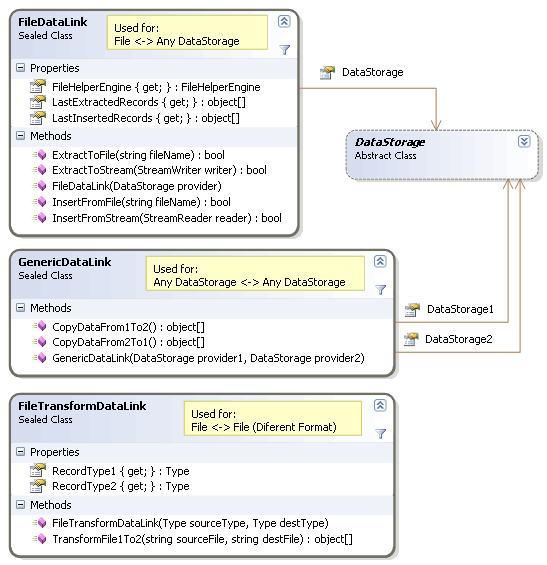 FileDataLink
Sealed Class
Used for:
File <-> Any DataStorage
Properties
FileHelperEngine { get; } : FileHelperEngine
LastExtractedRecords { get; } : object[]
LastInsertedRecords { get; } : object[]
Methods
ExtractToFile(string fileName) : bool
ExtractToStream(StreamWriter writer) : bool
FileDataLink(DataStorage provider)
InsertFromFile(string fileName) : bool
InsertFromStream(StreamReader reader) : bool
DataStorage
DataStorage
Abstract Class
GenericDataLink
Sealed Class
Used for:
Any DataStorage <-> Any DataStorage
Methods
CopyDataFrom1To2() : object[]
CopyDataFrom2To1() : object[]
GenericDataLink(DataStorage provider1, DataStorage provider2)
DataStorage1
DataStorage2
FileTransformDataLink
Sealed Class
Used for:
File <-> File (Diferent Format)
Properties
RecordType1 { get; } : Type
RecordType2 { get; } : Type
Methods
FileTransformDataLink(Type sourceType, Type destType)
TransformFile1To2(string sourceFile, string destFile) : object[]